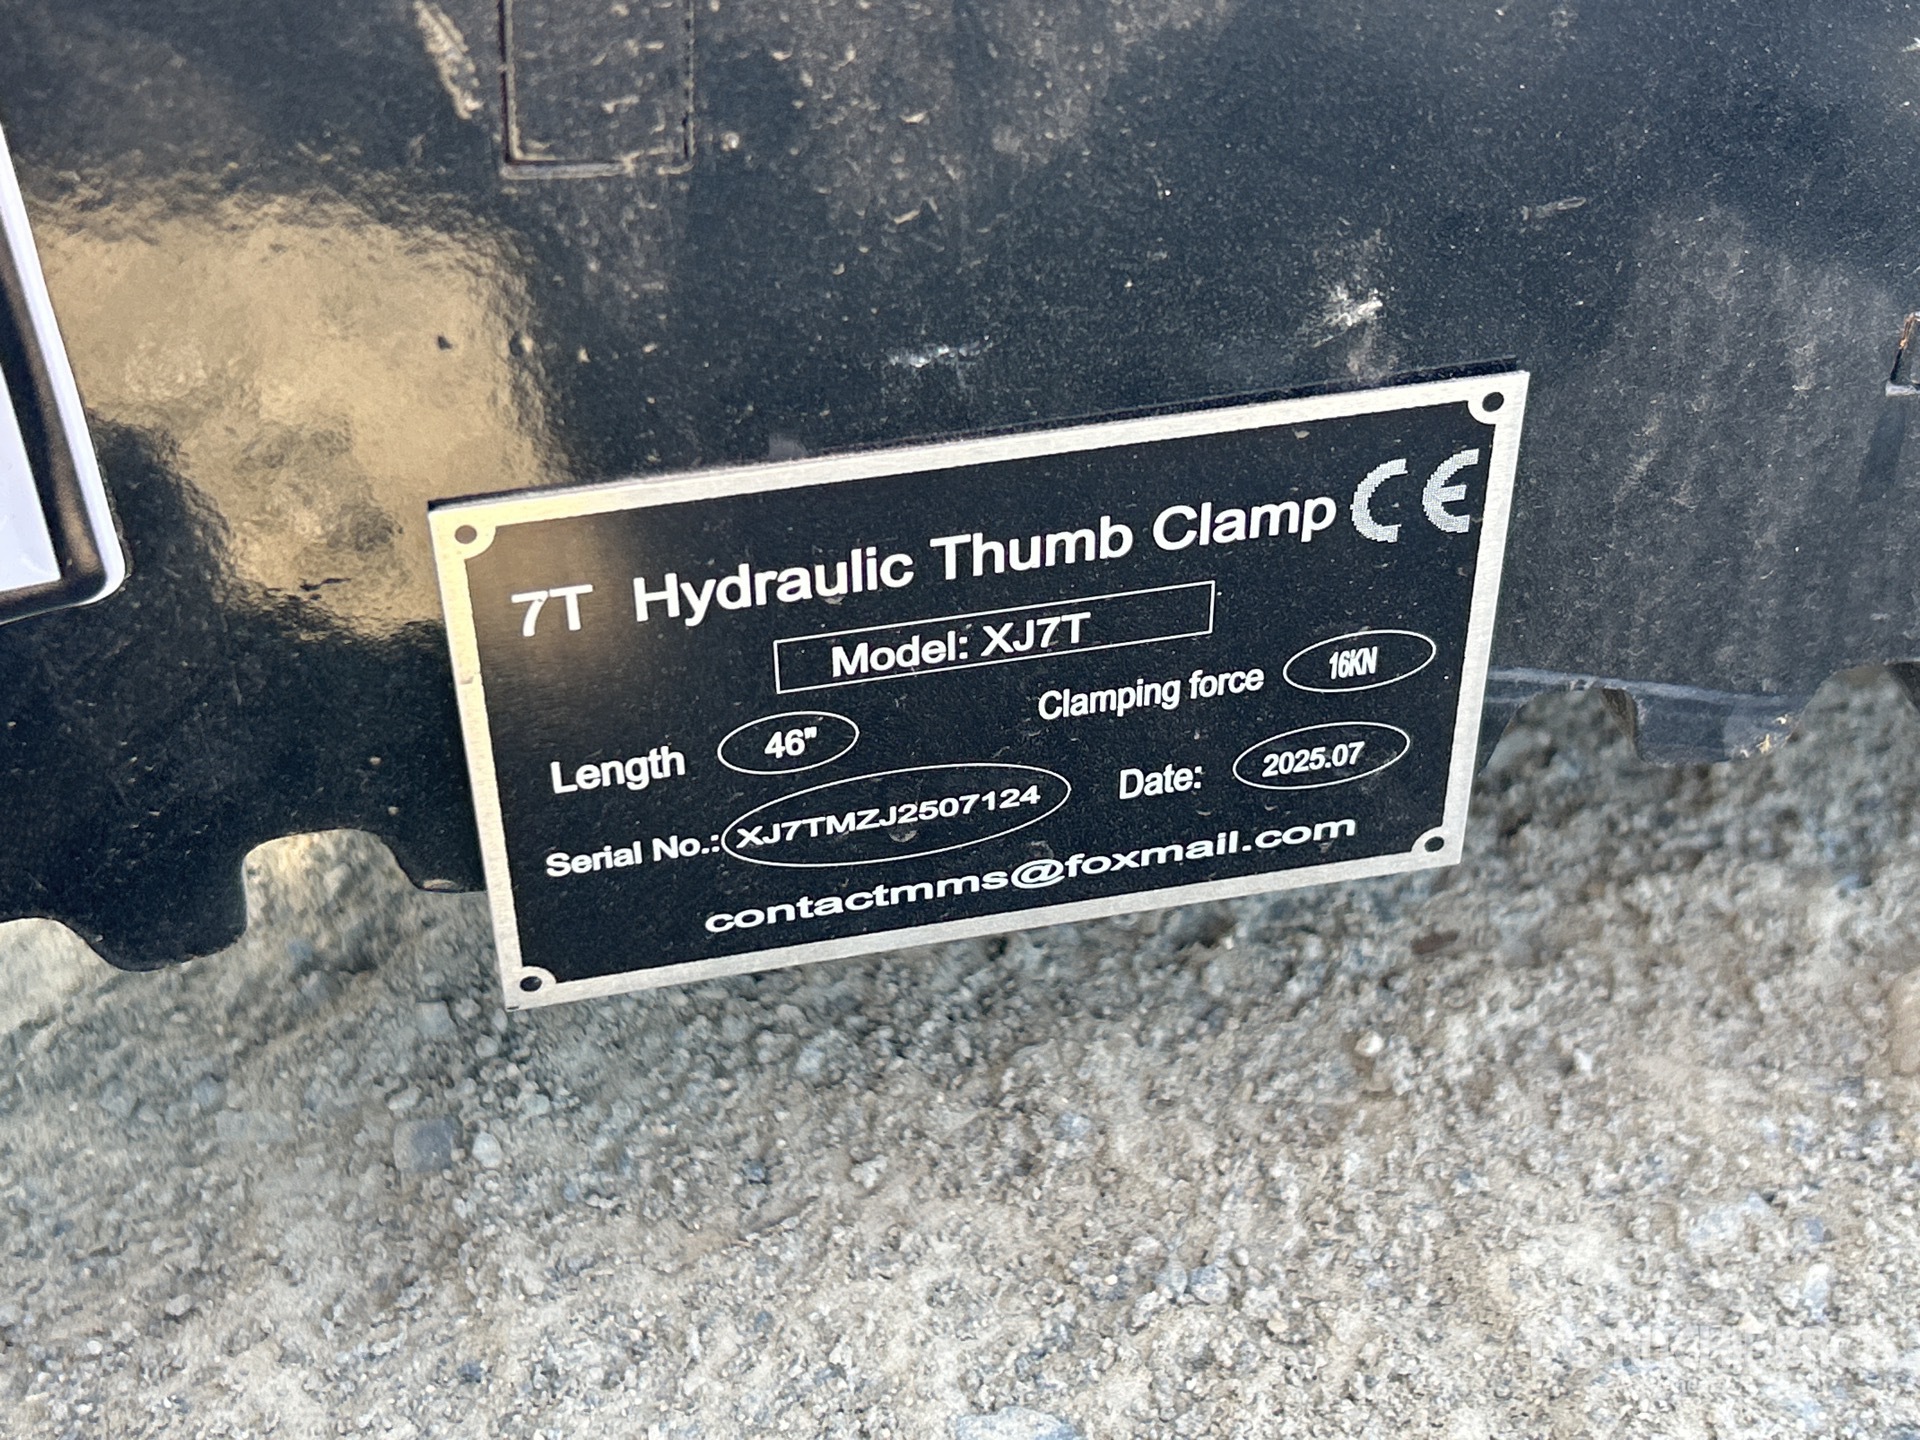 7T Hydraulic Thumb Clamp CE
Model: XJ7T
Clamping force 16KN
Length 46"
Date: 2025.07
Serial No.: XJ7TMZJ2507124
contactmms@foxmail.com